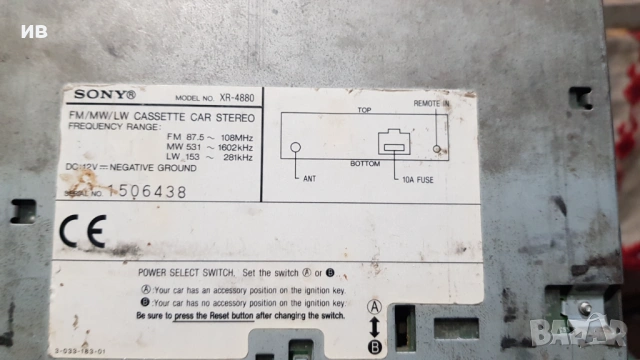 ИВ
SONY®
MODEL NO. XR-4880
FM/MW/LW CASSETTE CAR STEREO
FREQUENCY RANGE:
FM 87.5 ~ 108MHz
MW 531 ~ 1602kHz
LW 153 ~ 281kHz
DC 12V ⎓ NEGATIVE GROUND
SERIAL NO. 1506438
TOP
REMOTE IN
BOTTOM
ANT
10A FUSE
CE
POWER SELECT SWITCH. Set the switch Ⓐ or 🅑
Ⓐ:Your car has an accessory position on the ignition key.
🅑:Your car has no accessory position on the ignition key.
Be sure to press the Reset button after changing the switch.
Ⓐ
🅑
3-039-183-01
bazar